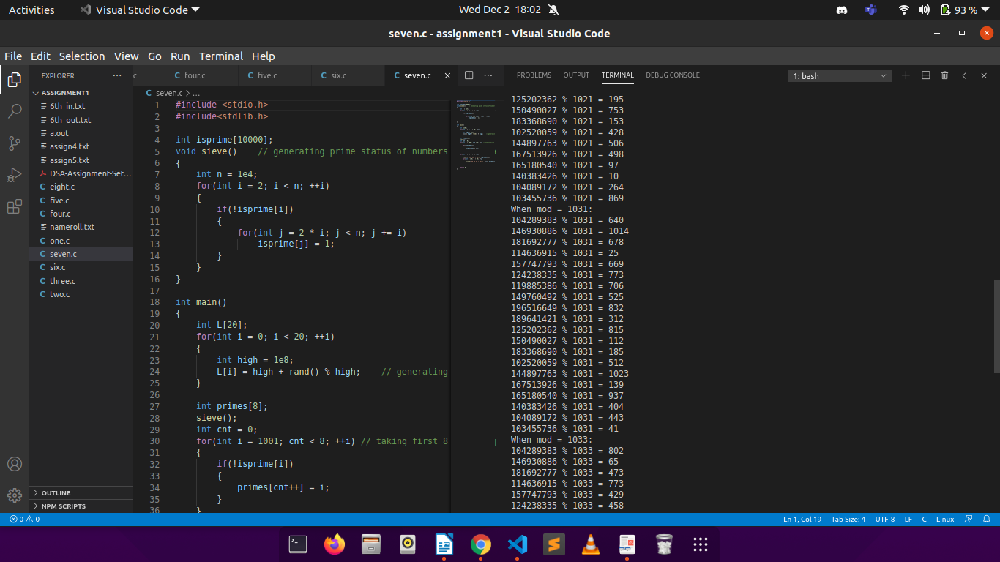 Activities
Visual Studio Code
Wed Dec 2 18:02
93 %
seven.c - assignment1 - Visual Studio Code
File Edit Selection View Go Run Terminal Help
EXPLORER
ASSIGNMENT1
6th_in.txt
6th_out.txt
a.out
assign4.txt
assign5.txt
DSA-Assignment-Set...
eight.c
five.c
four.c
nameroll.txt
one.c
seven.c
six.c
three.c
two.c
OUTLINE
NPM SCRIPTS
c
C four.c
C five.c
C six.c
C seven.c
C seven.c > ...
1 #include <stdio.h>
2 #include<stdlib.h>
3
4 int isprime[10000];
5 void sieve() // generating prime status of numbers
6 {
7 int n = 1e4;
8 for(int i = 2; i < n; ++i)
9 {
10 if(!isprime[i])
11 {
12 for(int j = 2 * i; j < n; j += i)
13 isprime[j] = 1;
14 }
15 }
16 }
17
18 int main()
19 {
20 int L[20];
21 for(int i = 0; i < 20; ++i)
22 {
23 int high = 1e8;
24 L[i] = high + rand() % high; // generating
25 }
26
27 int primes[8];
28 sieve();
29 int cnt = 0;
30 for(int i = 1001; cnt < 8; ++i) // taking first 8
31 {
32 if(!isprime[i])
33 {
34 primes[cnt++] = i;
35 }
36 }
PROBLEMS OUTPUT TERMINAL DEBUG CONSOLE
1: bash
125202362 % 1021 = 195
150490027 % 1021 = 753
183368690 % 1021 = 153
102520059 % 1021 = 428
144897763 % 1021 = 506
167513926 % 1021 = 498
165180540 % 1021 = 97
140383426 % 1021 = 10
104089172 % 1021 = 264
103455736 % 1021 = 869
When mod = 1031:
104289383 % 1031 = 640
146930886 % 1031 = 1014
181692777 % 1031 = 678
114636915 % 1031 = 25
157747793 % 1031 = 669
124238335 % 1031 = 773
119885386 % 1031 = 706
149760492 % 1031 = 525
196516649 % 1031 = 832
189641421 % 1031 = 312
125202362 % 1031 = 815
150490027 % 1031 = 112
183368690 % 1031 = 185
102520059 % 1031 = 512
144897763 % 1031 = 1023
167513926 % 1031 = 139
165180540 % 1031 = 937
140383426 % 1031 = 404
104089172 % 1031 = 443
103455736 % 1031 = 41
When mod = 1033:
104289383 % 1033 = 802
146930886 % 1033 = 65
181692777 % 1033 = 473
114636915 % 1033 = 773
157747793 % 1033 = 429
124238335 % 1033 = 458
0 0
Ln 1, Col 19 Tab Size: 4 UTF-8 LF C Linux